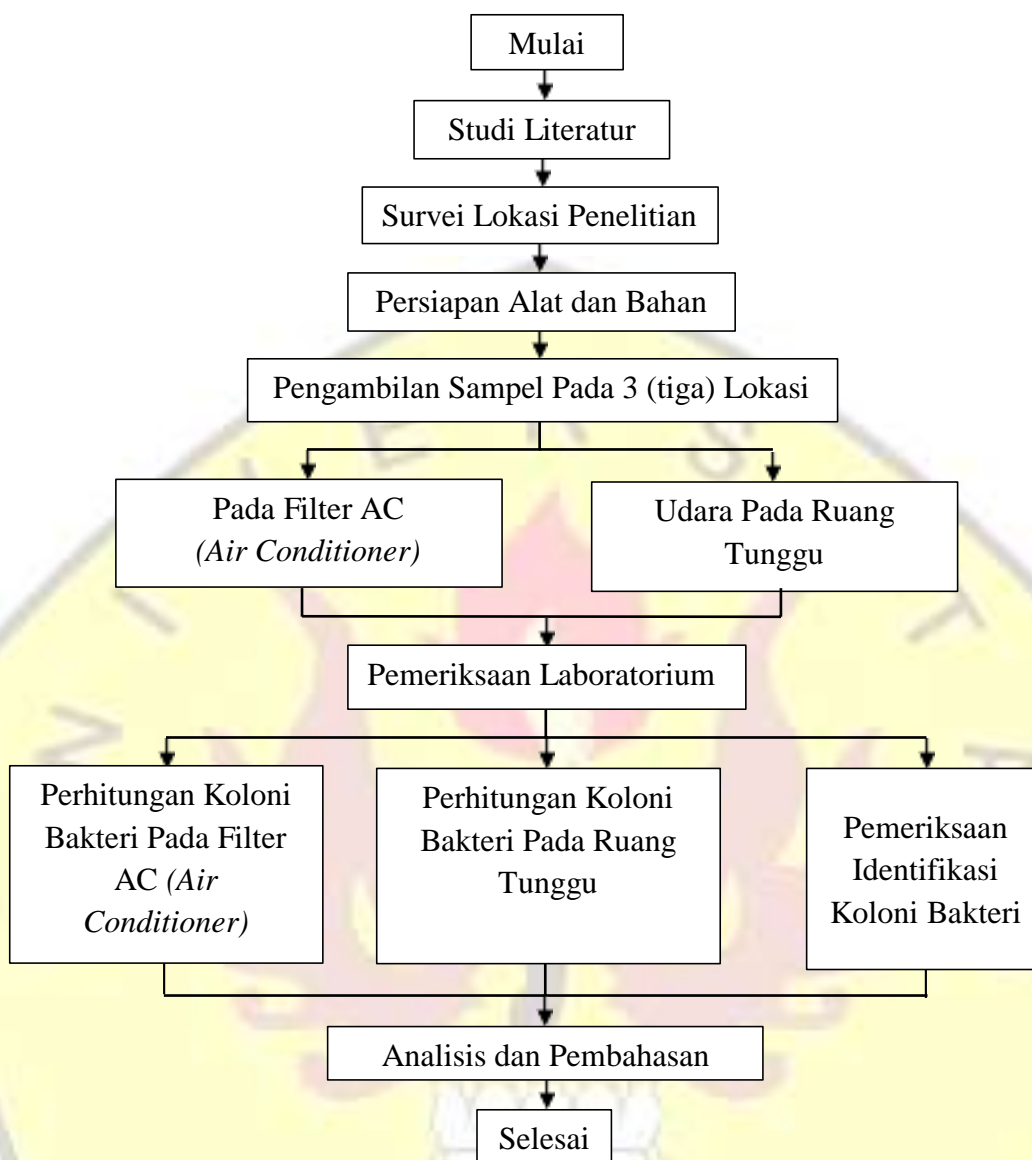 Mulai
Studi Literatur
Survei Lokasi Penelitian
Persiapan Alat dan Bahan
Pengambilan Sampel Pada 3 (tiga) Lokasi
Pada Filter AC
(Air Conditioner)
Udara Pada Ruang
Tunggu
Pemeriksaan Laboratorium
Perhitungan Koloni
Bakteri Pada Filter
AC (Air
Conditioner)
Perhitungan Koloni
Bakteri Pada Ruang
Tunggu
Pemeriksaan
Identifikasi
Koloni Bakteri
Analisis dan Pembahasan
Selesai